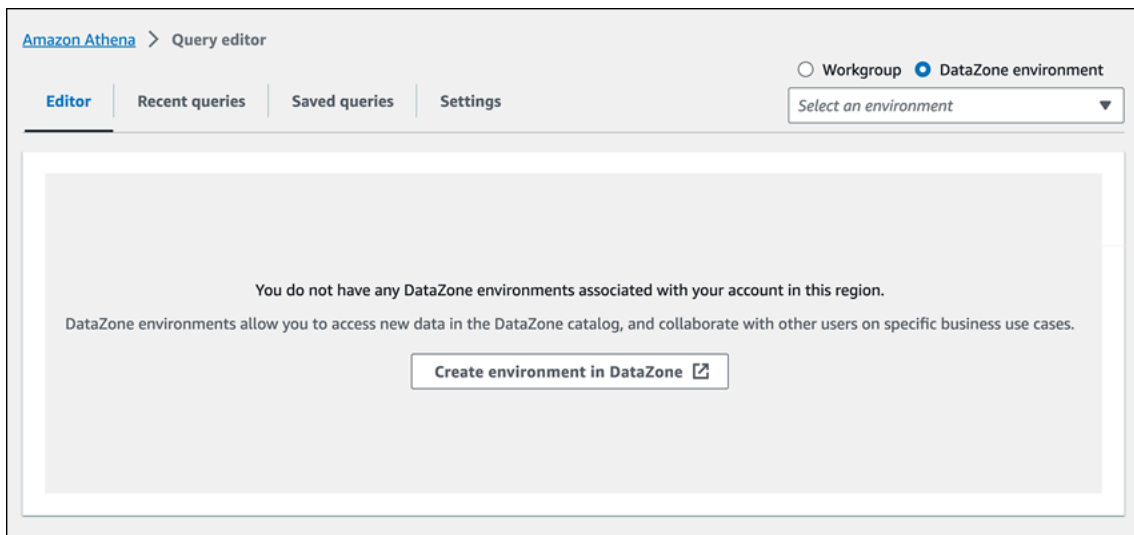 Amazon Athena > Query editor
Workgroup DataZone environment
Editor Recent queries Saved queries Settings
Select an environment
You do not have any DataZone environments associated with your account in this region.
DataZone environments allow you to access new data in the DataZone catalog, and collaborate with other users on specific business use cases.
Create environment in DataZone